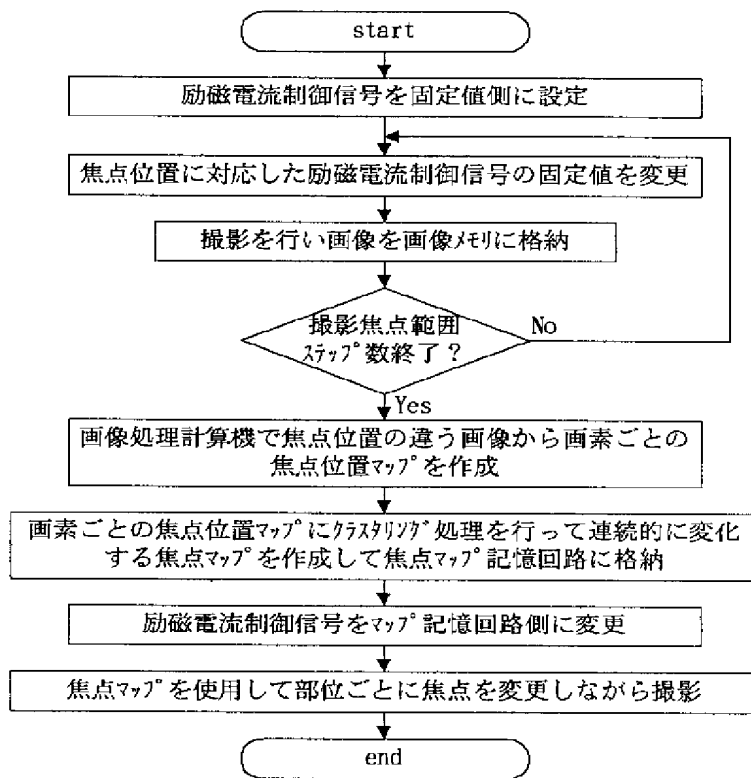 start
励磁電流制御信号を固定値側に設定
焦点位置に対応した励磁電流制御信号の固定値を変更
撮影を行い画像を画像ﾒﾓﾘに格納
撮影焦点範囲
ｽﾃｯﾌﾟ数終了？
No
Yes
画像処理計算機で焦点位置の違う画像から画素ごとの
焦点位置ﾏｯﾌﾟを作成
画素ごとの焦点位置ﾏｯﾌﾟにｸﾗｽﾀﾘﾝｸﾞ処理を行って連続的に変化
する焦点ﾏｯﾌﾟを作成して焦点ﾏｯﾌﾟ記憶回路に格納
励磁電流制御信号をﾏｯﾌﾟ記憶回路側に変更
焦点ﾏｯﾌﾟを使用して部位ごとに焦点を変更しながら撮影
end